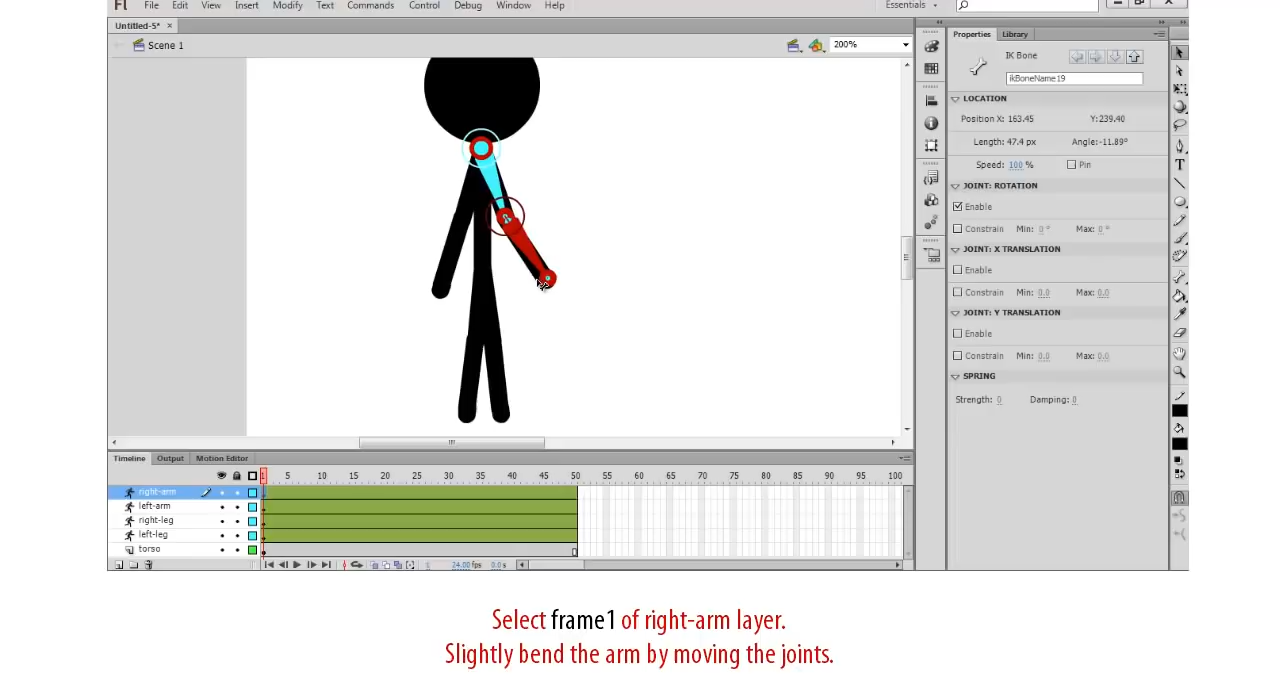 Fl File Edit View Insert Modify Text Commands Control Debug Window Help Essentials
Untitled-5* ×
Scene 1 200%
Properties Library
IK Bone
ikBoneName19
LOCATION
Position X: 163.45 Y: 239.40
Length: 47.4 px Angle: -11.89°
Speed: 100 % Pin
JOINT: ROTATION
Enable
Constrain Min: 0 ° Max: 0 °
JOINT: X TRANSLATION
Enable
Constrain Min: 0.0 Max: 0.0
JOINT: Y TRANSLATION
Enable
Constrain Min: 0.0 Max: 0.0
SPRING
Strength: 0 Damping: 0
Timeline Output Motion Editor
1 5 10 15 20 25 30 35 40 45 50 55 60 65 70 75 80 85 90 95 100
right-arm
left-arm
right-leg
left-leg
torso
1 24.00 fps 0.0 s
Select frame1 of right-arm layer.
Slightly bend the arm by moving the joints.